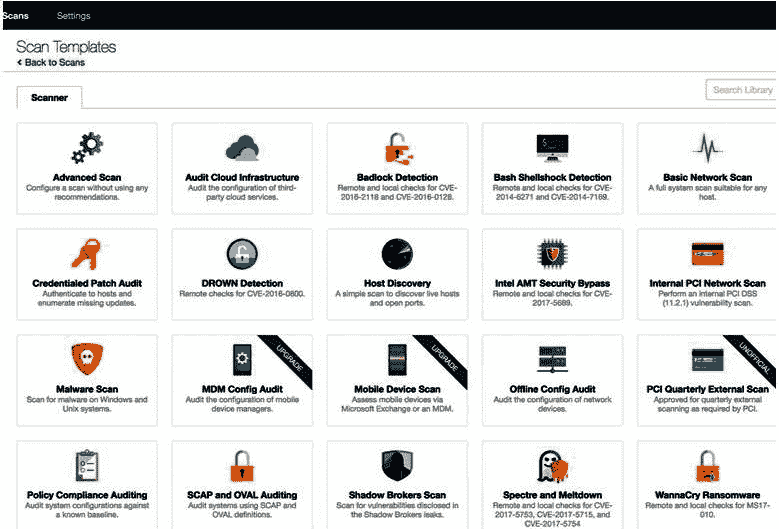 Scans Settings
Scan Templates
< Back to Scans
Scanner
Search Library
Advanced Scan
Configure a scan without using any
recommendations.
Audit Cloud Infrastructure
Audit the configuration of third-
party cloud services.
Badlock Detection
Remote and local checks for CVE-
2016-2118 and CVE-2016-0128.
Bash Shellshock Detection
Remote and local checks for CVE-
2014-6271 and CVE-2014-7169.
Basic Network Scan
A full system scan suitable for any
host.
Credentialed Patch Audit
Authenticate to hosts and
enumerate missing updates.
DROWN Detection
Remote checks for CVE-2016-0800.
Host Discovery
A simple scan to discover live hosts
and open ports.
Intel AMT Security Bypass
Remote and local checks for CVE-
2017-5689.
Internal PCI Network Scan
Perform an internal PCI DSS
(11.2.1) vulnerability scan.
Malware Scan
Scan for malware on Windows and
Unix systems.
UPGRADE
MDM Config Audit
Audit the configuration of mobile
device managers.
UPGRADE
Mobile Device Scan
Assess mobile devices via
Microsoft Exchange or an MDM.
Offline Config Audit
Audit the configuration of network
devices.
UNOFFICIAL
PCI Quarterly External Scan
Approved for quarterly external
scanning as required by PCI.
Policy Compliance Auditing
Audit system configurations against
a known baseline.
SCAP and OVAL Auditing
Audit systems using SCAP and
OVAL definitions.
Shadow Brokers Scan
Scan for vulnerabilities disclosed in
the Shadow Brokers leaks.
Spectre and Meltdown
Remote and local checks for CVE-
2017-5753, CVE-2017-5715, and
CVE-2017-5754
WannaCry Ransomware
Remote and local checks for MS17-
010.